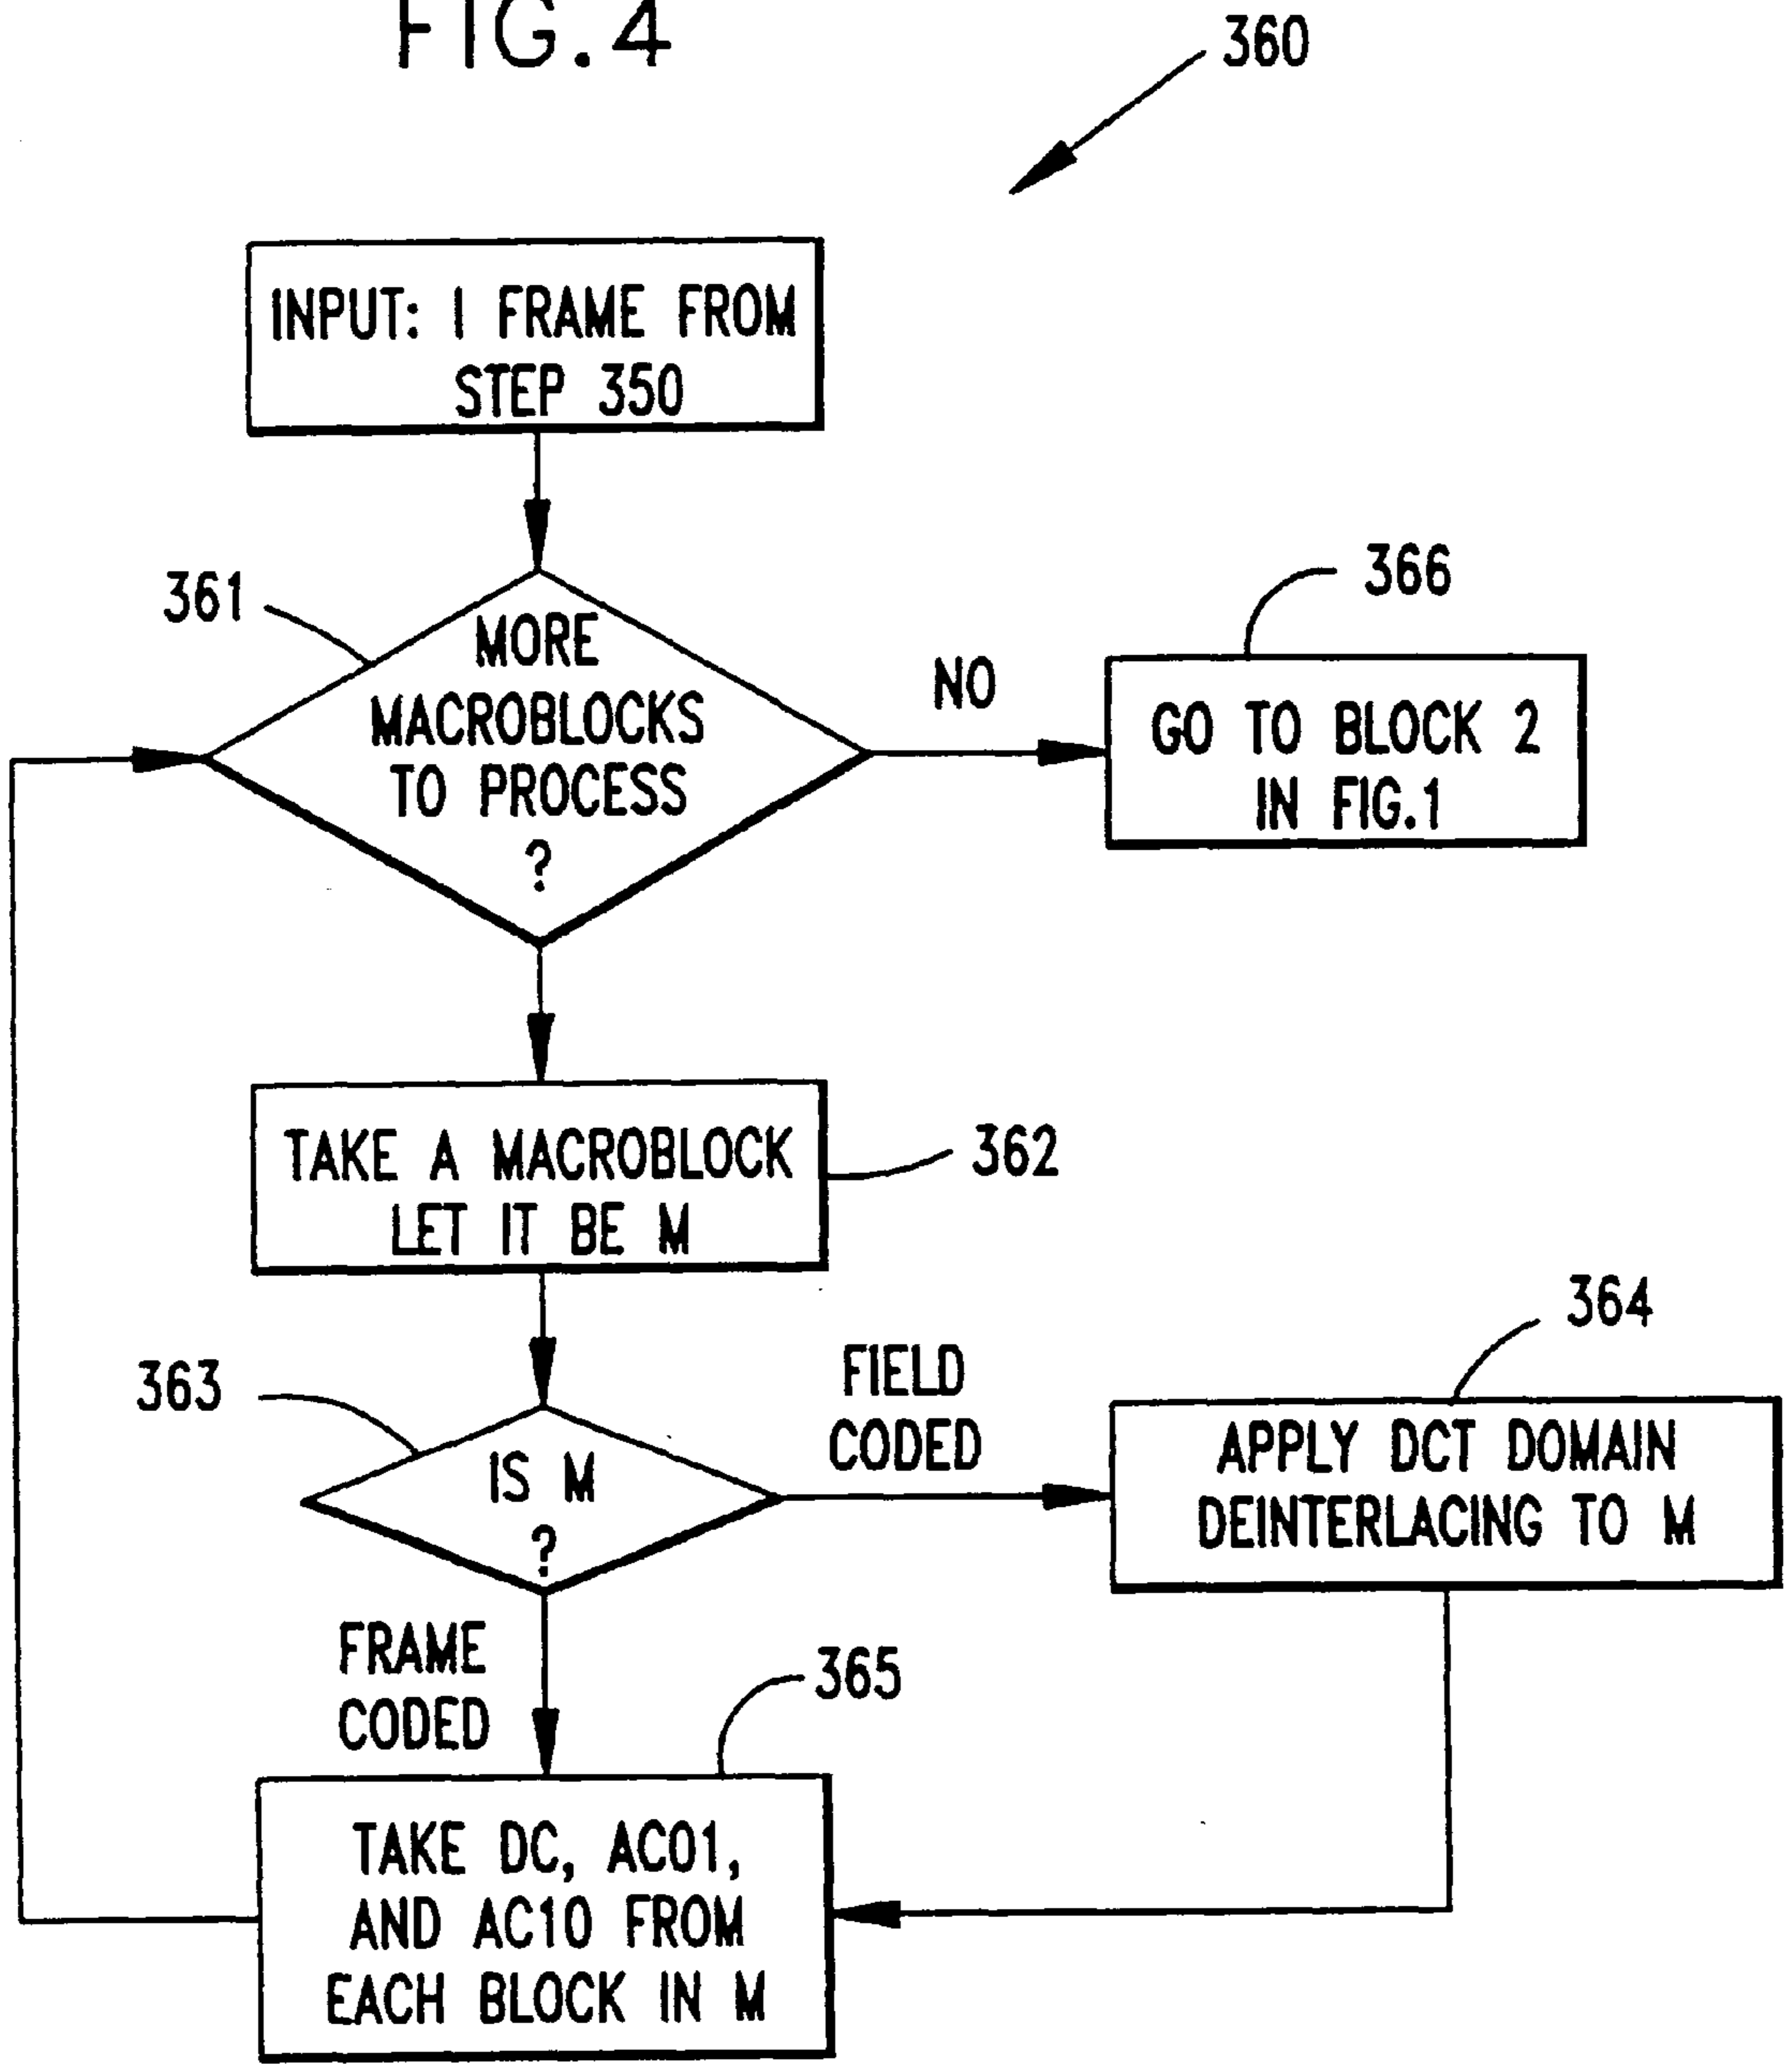 FIG.4
360
INPUT: I FRAME FROM
STEP 350
361
MORE
MACROBLOCKS
TO PROCESS
?
NO
366
GO TO BLOCK 2
IN FIG.1
TAKE A MACROBLOCK
LET IT BE M
362
363
IS M
?
FIELD
CODED
364
APPLY DCT DOMAIN
DEINTERLACING TO M
FRAME
CODED
365
TAKE DC, AC01,
AND AC10 FROM
EACH BLOCK IN M